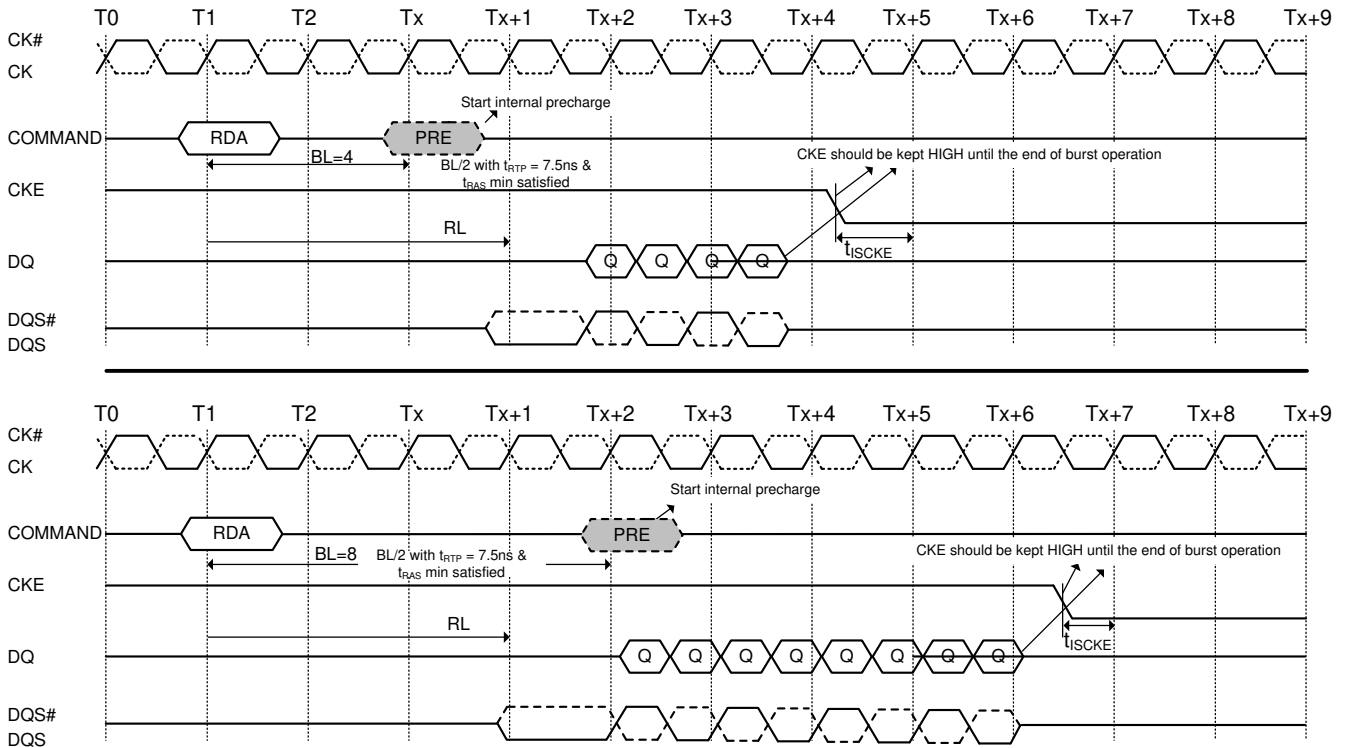 T0 T1 T2 Tx Tx+1 Tx+2 Tx+3 Tx+4 Tx+5 Tx+6 Tx+7 Tx+8 Tx+9
CK#
CK
Start internal precharge
COMMAND RDA PRE
BL=4
BL/2 with tRTP = 7.5ns &
tRAS min satisfied
CKE should be kept HIGH until the end of burst operation
CKE
RL
tISCKE
DQ Q Q Q Q
DQS#
DQS
T0 T1 T2 Tx Tx+1 Tx+2 Tx+3 Tx+4 Tx+5 Tx+6 Tx+7 Tx+8 Tx+9
CK#
CK
Start internal precharge
COMMAND RDA PRE
BL=8
BL/2 with tRTP = 7.5ns &
tRAS min satisfied
CKE should be kept HIGH until the end of burst operation
CKE
RL
tISCKE
DQ Q Q Q Q Q Q Q Q
DQS#
DQS